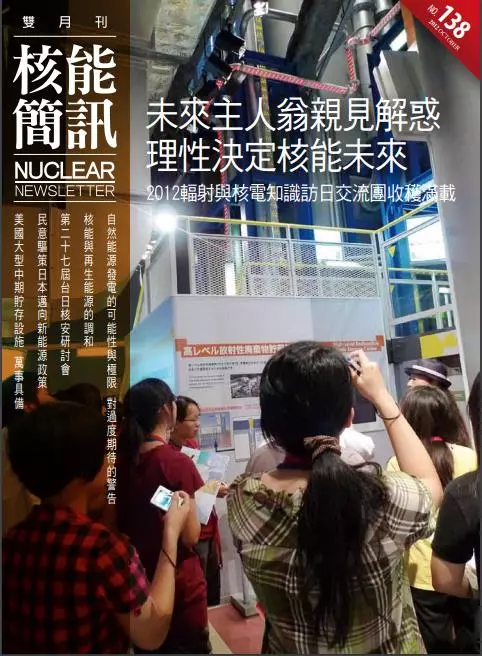 雙月刊
核能
簡訊
NUCLEAR
NEWSLETTER
NO. 138
2012 OCTOBER
未來主人翁親見解惑
理性決定核能未來
2012輻射與核電知識訪日交流團收穫滿載
自然能源發電的可能性與極限 對過度期待的警告
核能與再生能源的調和
第二十七屆台日核安研討會
民意驅策日本邁向新能源政策
美國大型中期貯存設施 萬事具備
高レベル放射性廃棄物貯